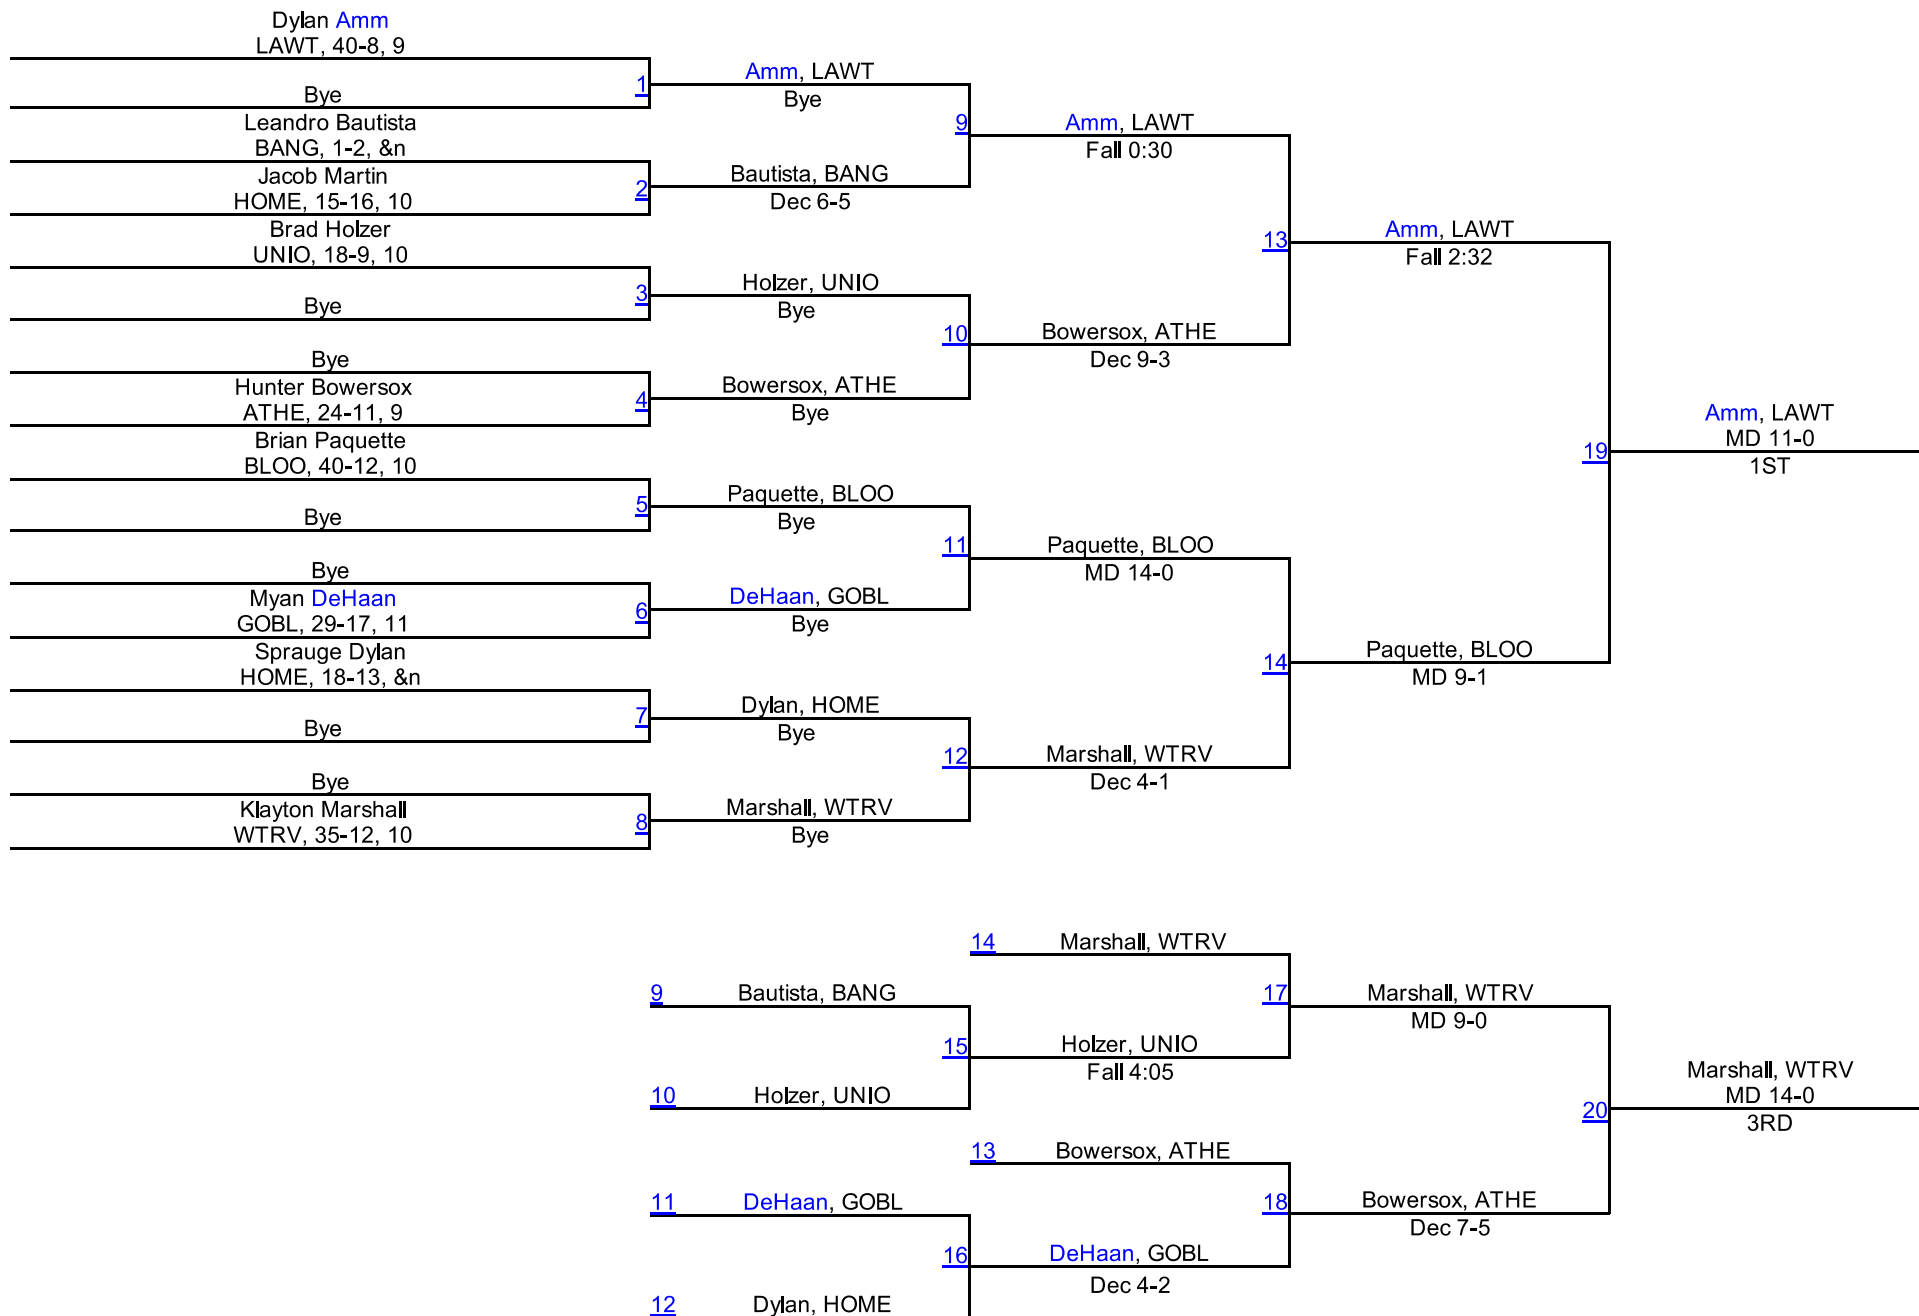 Dylan Amm
LAWT, 40-8, 9
1
Bye
Leandro Bautista
BANG, 1-2, &n
2
Jacob Martin
HOME, 15-16, 10
Brad Holzer
UNIO, 18-9, 10
3
Bye
Bye
4
Hunter Bowersox
ATHE, 24-11, 9
Brian Paquette
BLOO, 40-12, 10
5
Bye
Bye
6
Myan DeHaan
GOBL, 29-17, 11
Sprauge Dylan
HOME, 18-13, &n
7
Bye
Bye
8
Klayton Marshall
WTRV, 35-12, 10
Amm, LAWT
Bye
9
Bautista, BANG
Dec 6-5
Holzer, UNIO
Bye
10
Bowersox, ATHE
Bye
Paquette, BLOO
Bye
11
DeHaan, GOBL
Bye
Dylan, HOME
Bye
12
Marshall, WTRV
Bye
Amm, LAWT
Fall 0:30
13
Bowersox, ATHE
Dec 9-3
Paquette, BLOO
MD 14-0
14
Marshall, WTRV
Dec 4-1
Amm, LAWT
Fall 2:32
19
Paquette, BLOO
MD 9-1
Amm, LAWT
MD 11-0
1ST
14 Marshall, WTRV
9 Bautista, BANG
17
15
Holzer, UNIO
Fall 4:05
10 Holzer, UNIO
Marshall, WTRV
MD 9-0
13 Bowersox, ATHE
11 DeHaan, GOBL
18
16
DeHaan, GOBL
Dec 4-2
12 Dylan, HOME
Bowersox, ATHE
Dec 7-5
20
Marshall, WTRV
MD 14-0
3RD